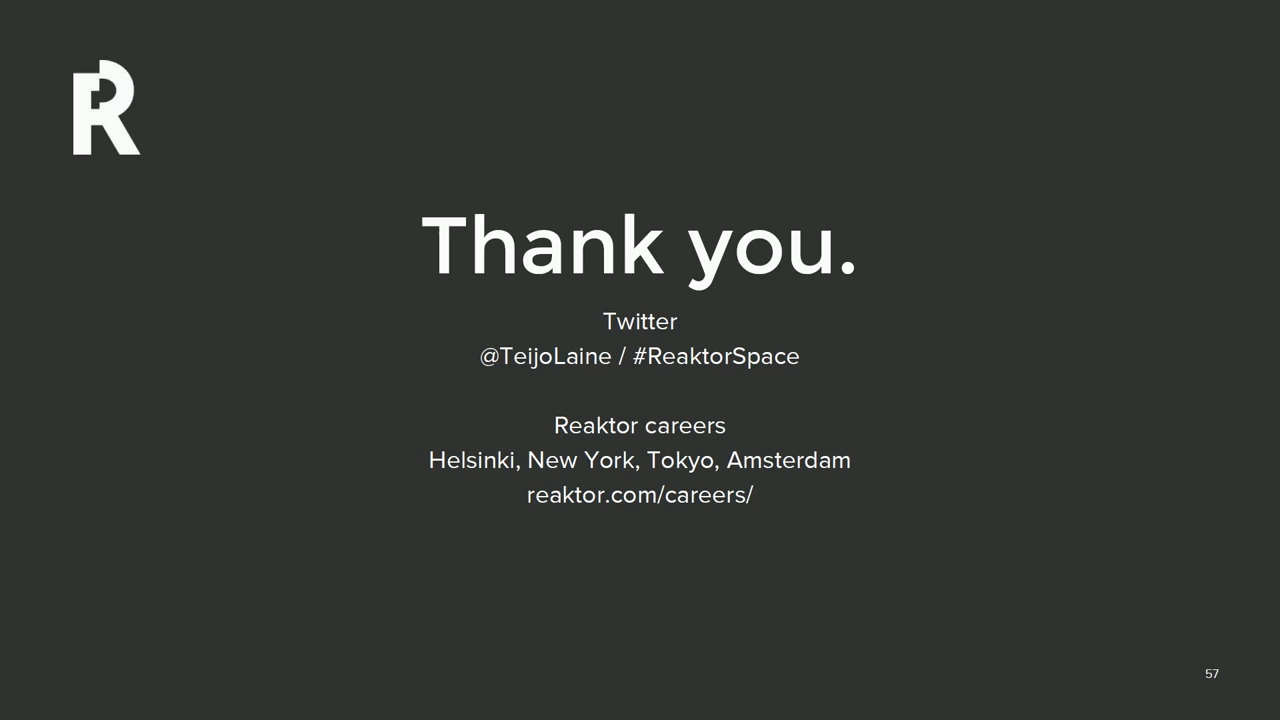 R
Thank you.
Twitter
@TeijoLaine / #ReaktorSpace
Reaktor careers
Helsinki, New York, Tokyo, Amsterdam
reaktor.com/careers/
57